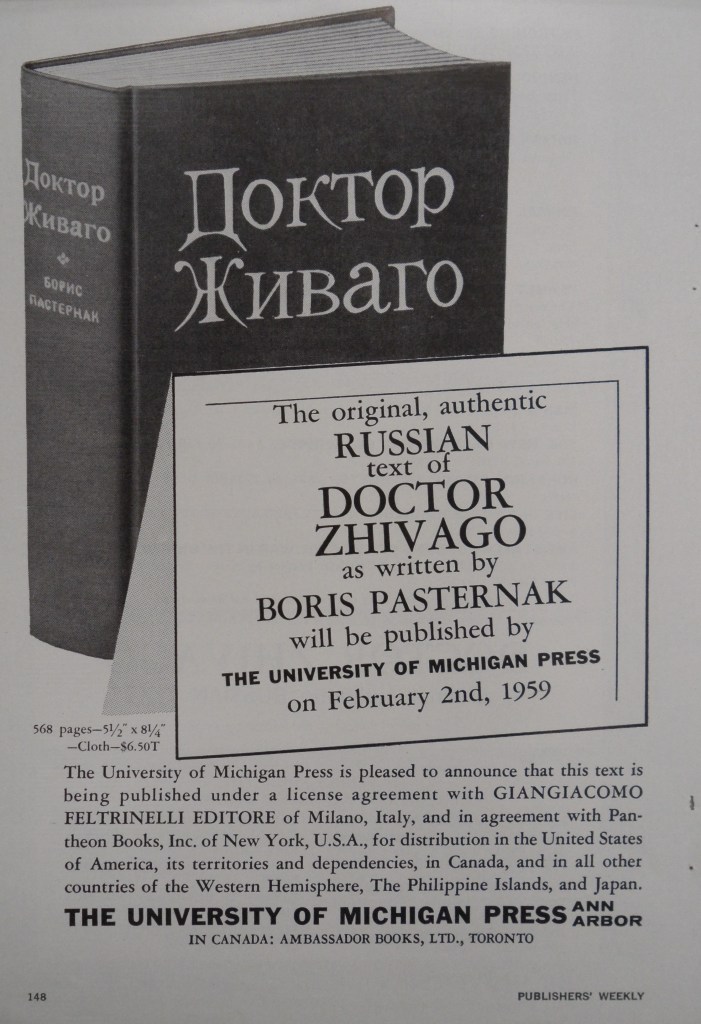 Доктор
Живаго
БОРИС
ПАСТЕРНАК
Доктор
Живаго
The original, authentic
RUSSIAN
text of
DOCTOR
ZHIVAGO
as written by
BORIS PASTERNAK
will be published by
THE UNIVERSITY OF MICHIGAN PRESS
on February 2nd, 1959
568 pages—5½″ x 8¼″
—Cloth—$6.50T
The University of Michigan Press is pleased to announce that this text is
being published under a license agreement with GIANGIACOMO
FELTRINELLI EDITORE of Milano, Italy, and in agreement with Pan-
theon Books, Inc. of New York, U.S.A., for distribution in the United States
of America, its territories and dependencies, in Canada, and in all other
countries of the Western Hemisphere, The Philippine Islands, and Japan.
THE UNIVERSITY OF MICHIGAN PRESS ANN
ARBOR
IN CANADA: AMBASSADOR BOOKS, LTD., TORONTO
148
PUBLISHERS' WEEKLY